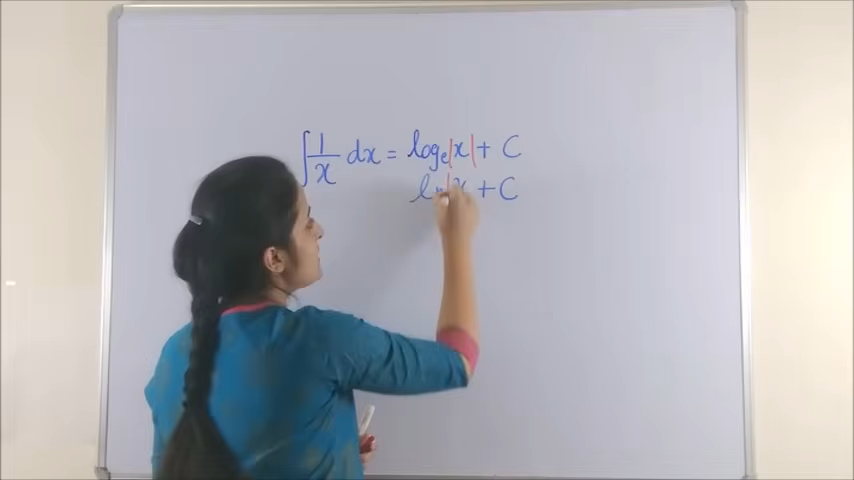 ∫ 1/x dx = logₑ|x| + C
ln|x + C